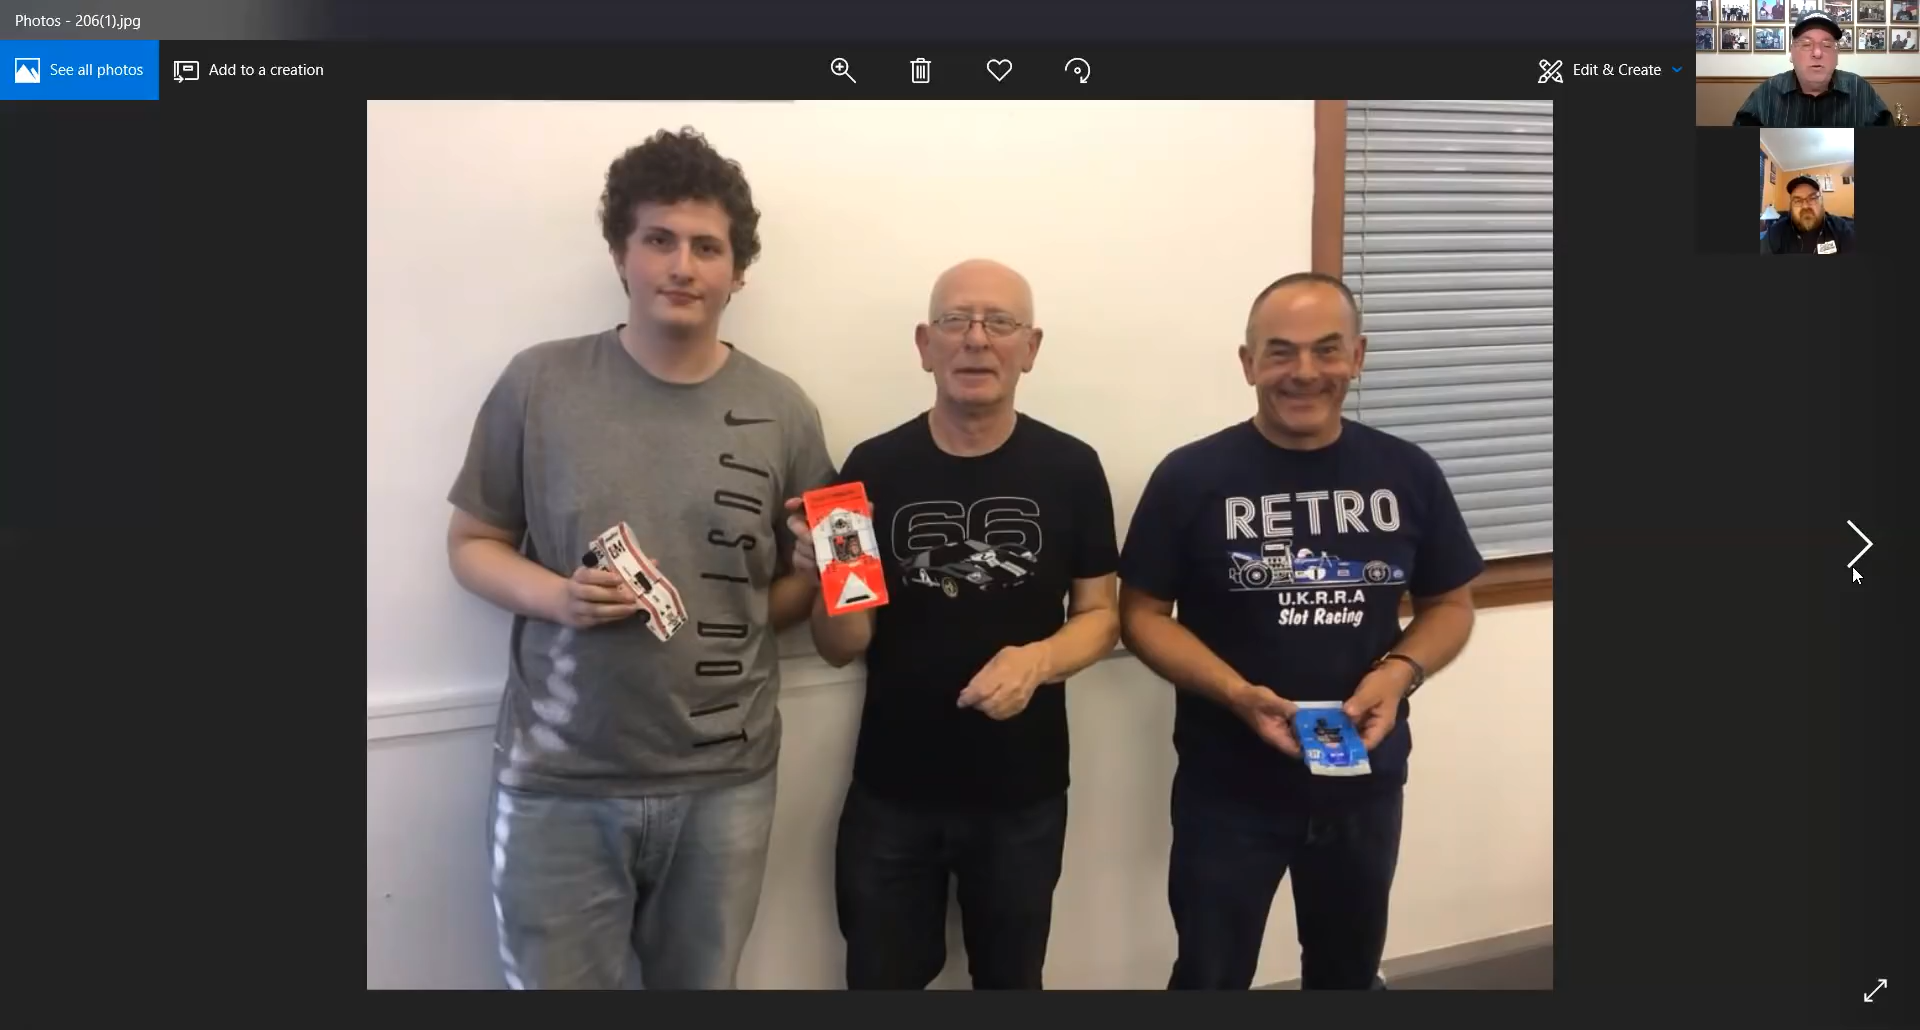 Photos - 206(1).jpg
See all photos
Add to a creation
Edit & Create
JUST DO IT
66
RETRO
1
U.K.R.R.A
Slot Racing